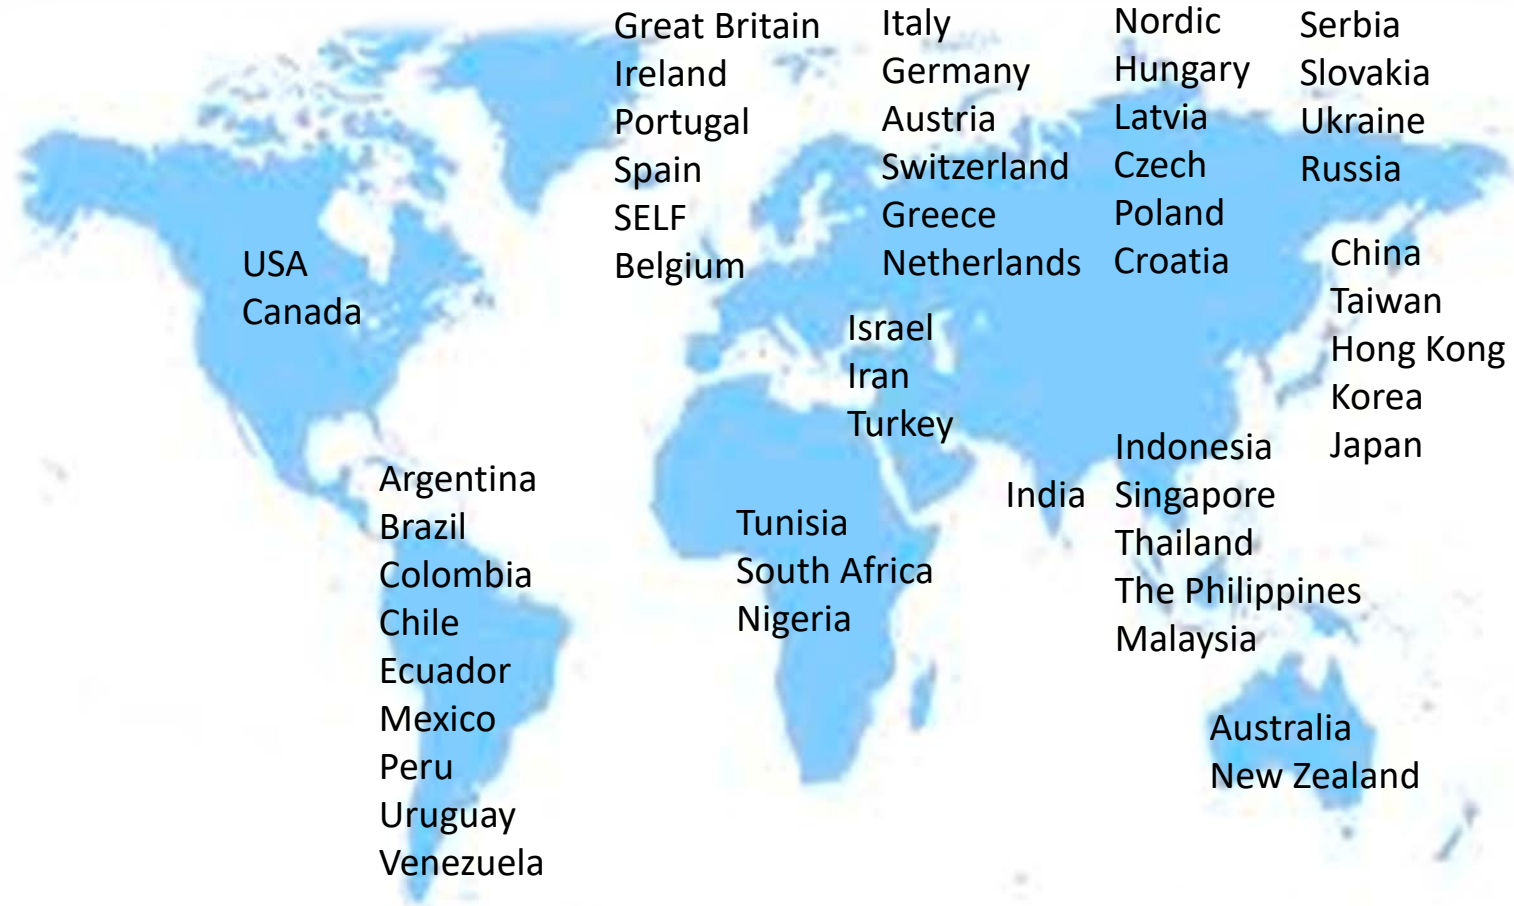 Great Britain
Ireland
Portugal
Spain
SELF
Belgium
Italy
Germany
Austria
Switzerland
Greece
Netherlands
Nordic
Hungary
Latvia
Czech
Poland
Croatia
Serbia
Slovakia
Ukraine
Russia
USA
Canada
Israel
Iran
Turkey
China
Taiwan
Hong Kong
Korea
Japan
Argentina
Brazil
Colombia
Chile
Ecuador
Mexico
Peru
Uruguay
Venezuela
Tunisia
South Africa
Nigeria
India
Indonesia
Singapore
Thailand
The Philippines
Malaysia
Australia
New Zealand